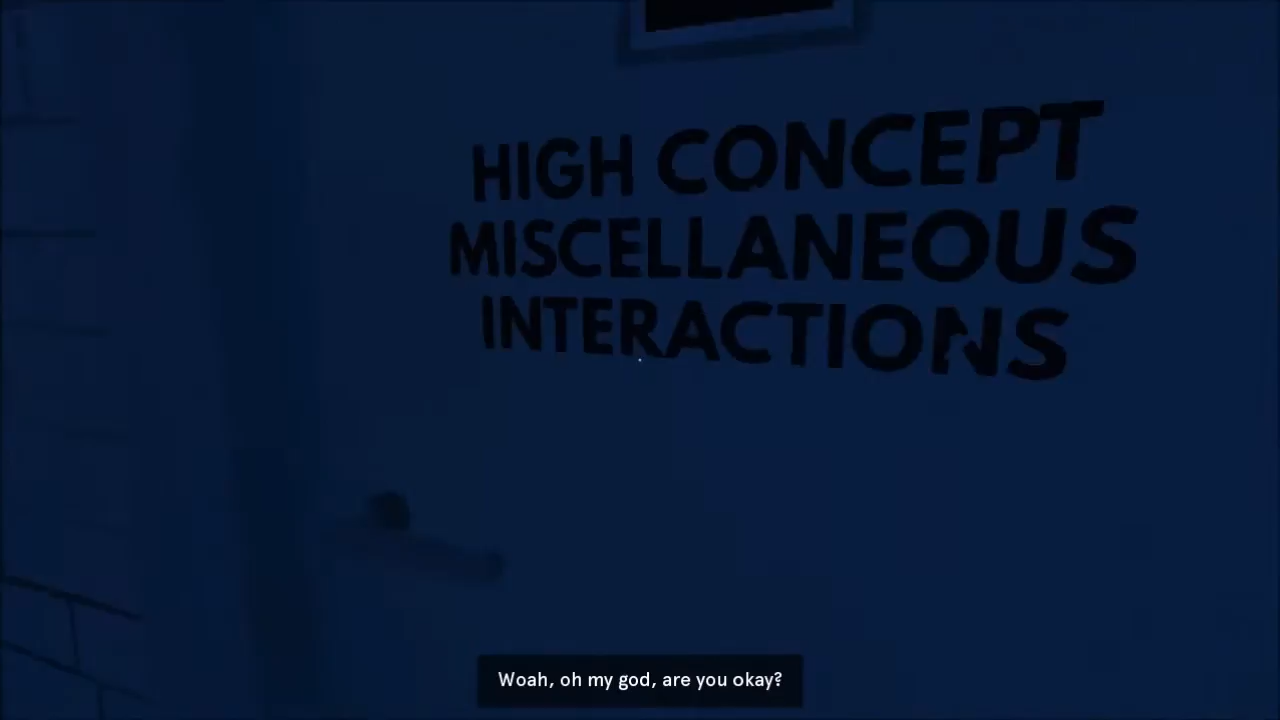 HIGH CONCEPT
MISCELLANEOUS
INTERACTIONS
Woah, oh my god, are you okay?